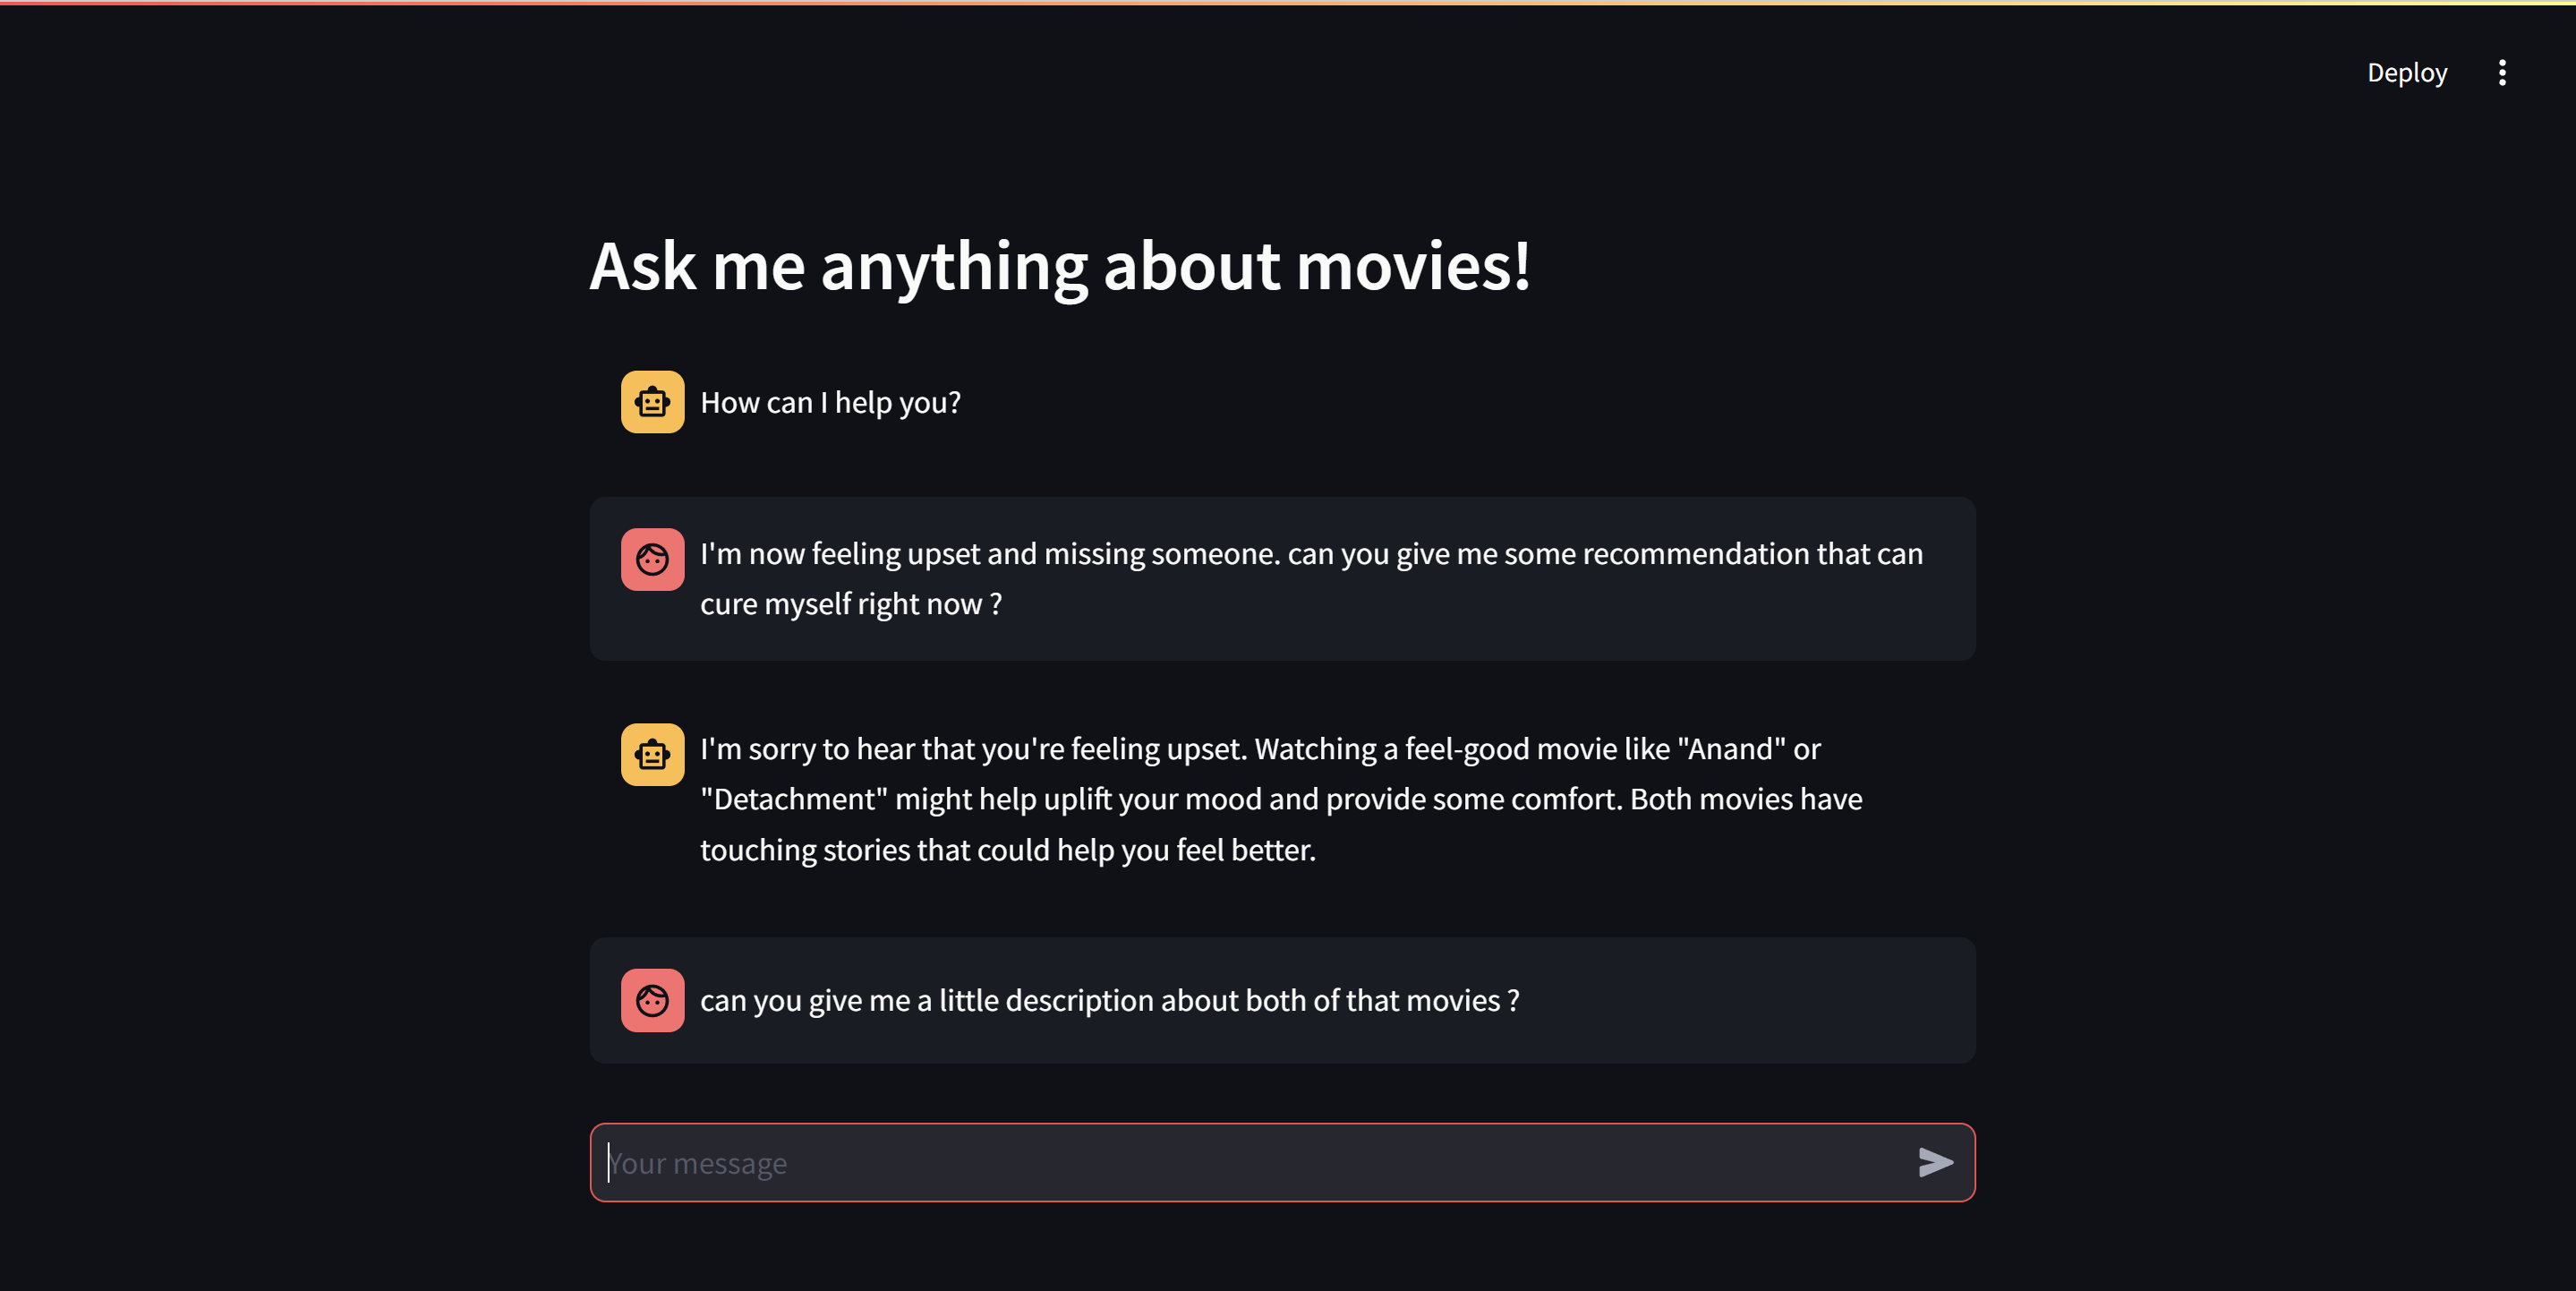 Deploy
Ask me anything about movies!
How can I help you?
I'm now feeling upset and missing someone. can you give me some recommendation that can
cure myself right now ?
I'm sorry to hear that you're feeling upset. Watching a feel-good movie like "Anand" or
"Detachment" might help uplift your mood and provide some comfort. Both movies have
touching stories that could help you feel better.
can you give me a little description about both of that movies ?
Your message